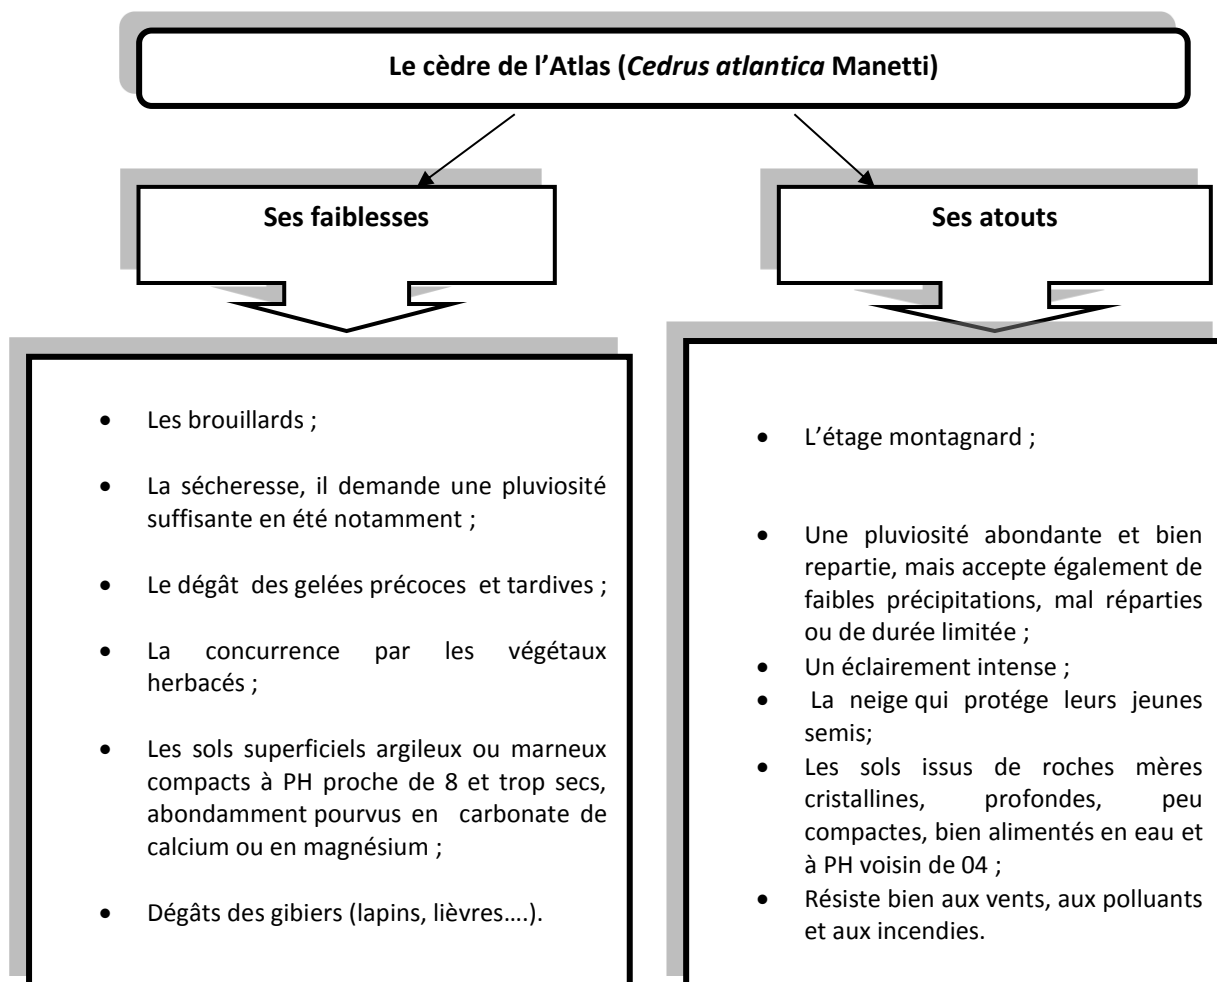 Le cèdre de l’Atlas (Cedrus atlantica Manetti)
Ses faiblesses
• Les brouillards ;
• La sécheresse, il demande une pluviosité
suffisante en été notamment ;
• Le dégât des gelées précoces et tardives ;
• La concurrence par les végétaux
herbacés ;
• Les sols superficiels argileux ou marneux
compacts à PH proche de 8 et trop secs,
abondamment pourvus en carbonate de
calcium ou en magnésium ;
• Dégâts des gibiers (lapins, lièvres….).
Ses atouts
• L’étage montagnard ;
• Une pluviosité abondante et bien
repartie, mais accepte également de
faibles précipitations, mal réparties
ou de durée limitée ;
• Un éclairement intense ;
• La neige qui protége leurs jeunes
semis;
• Les sols issus de roches mères
cristallines, profondes, peu
compactes, bien alimentés en eau et
à PH voisin de 04 ;
• Résiste bien aux vents, aux polluants
et aux incendies.